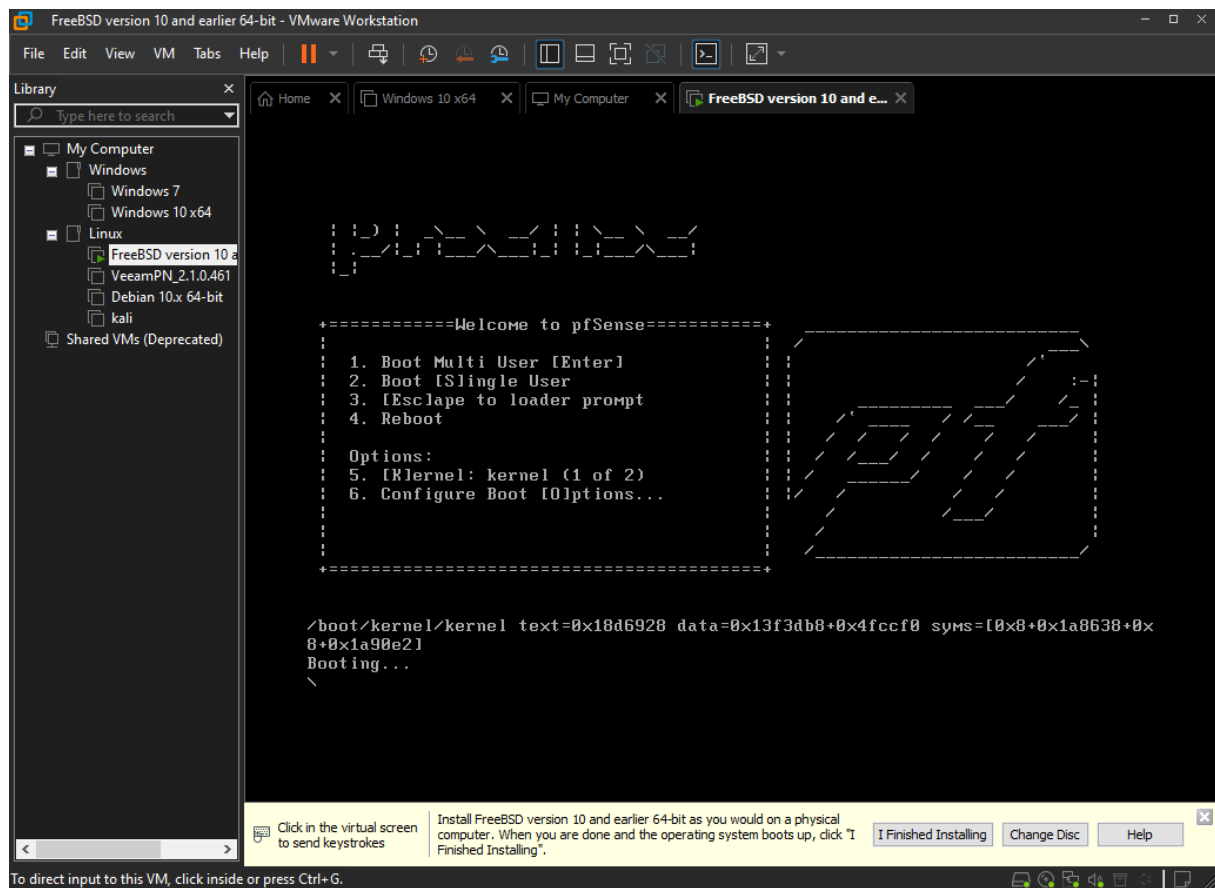 FreeBSD version 10 and earlier 64-bit - VMware Workstation
File Edit View VM Tabs Help
Library
Type here to search
My Computer
Windows
Windows 7
Windows 10 x64
Linux
FreeBSD version 10 a
VeeamPN_2.1.0.461
Debian 10.x 64-bit
kali
Shared VMs (Deprecated)
Home Windows 10 x64 My Computer FreeBSD version 10 and e...
+============Welcome to pfSense===========+
1. Boot Multi User [Enter]
2. Boot [S]ingle User
3. [Esc]ape to loader prompt
4. Reboot
Options:
5. [K]ernel: kernel (1 of 2)
6. Configure Boot [O]ptions...
/boot/kernel/kernel text=0x18d6928 data=0x13f3db8+0x4fccf0 syms=[0x8+0x1a8638+0x
8+0x1a90e2]
Booting...
\
Click in the virtual screen
to send keystrokes
Install FreeBSD version 10 and earlier 64-bit as you would on a physical
computer. When you are done and the operating system boots up, click "I
Finished Installing".
I Finished Installing Change Disc Help
To direct input to this VM, click inside or press Ctrl+G.